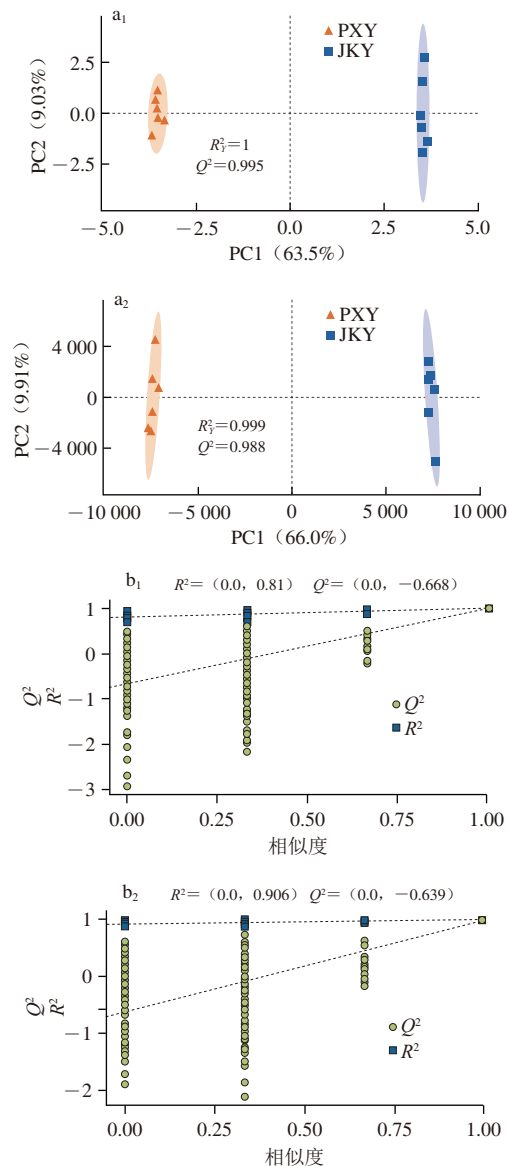 a₁
PXY
JKY
2.5
0.0
−2.5
PC2（9.03%）
R²Y=1
Q²=0.995
−5.0 −2.5 0.0 2.5 5.0
PC1（63.5%）
a₂
PXY
JKY
4 000
0
−4 000
PC2（9.91%）
R²Y=0.999
Q²=0.988
−10 000 −5 000 0 5 000 10 000
PC1（66.0%）
b₁ R²=（0.0，0.81） Q²=（0.0，−0.668）
1
0
−1
−2
−3
Q²
R²
Q²
R²
0.00 0.25 0.50 0.75 1.00
相似度
b₂ R²=（0.0，0.906） Q²=（0.0，−0.639）
1
0
−1
−2
Q²
R²
Q²
R²
0.00 0.25 0.50 0.75 1.00
相似度